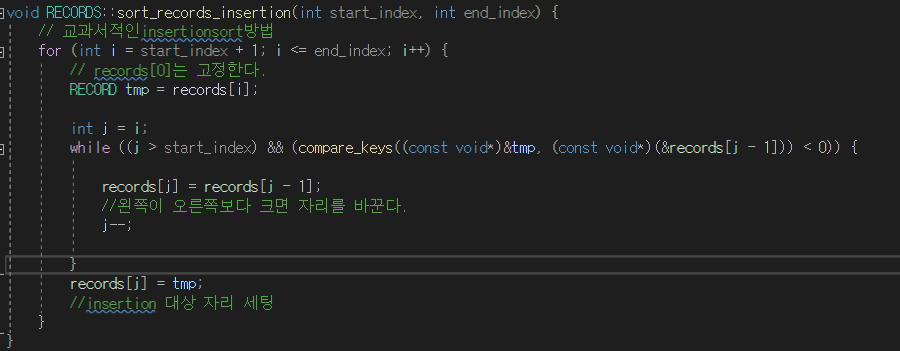 void RECORDS::sort_records_insertion(int start_index, int end_index) {
// 교과서적인insertionsort방법
for (int i = start_index + 1; i <= end_index; i++) {
// records[0]는 고정한다.
RECORD tmp = records[i];
int j = i;
while ((j > start_index) && (compare_keys((const void*)&tmp, (const void*)(&records[j - 1])) < 0)) {
records[j] = records[j - 1];
//왼쪽이 오른쪽보다 크면 자리를 바꾼다.
j--;
}
records[j] = tmp;
//insertion 대상 자리 세팅
}
}